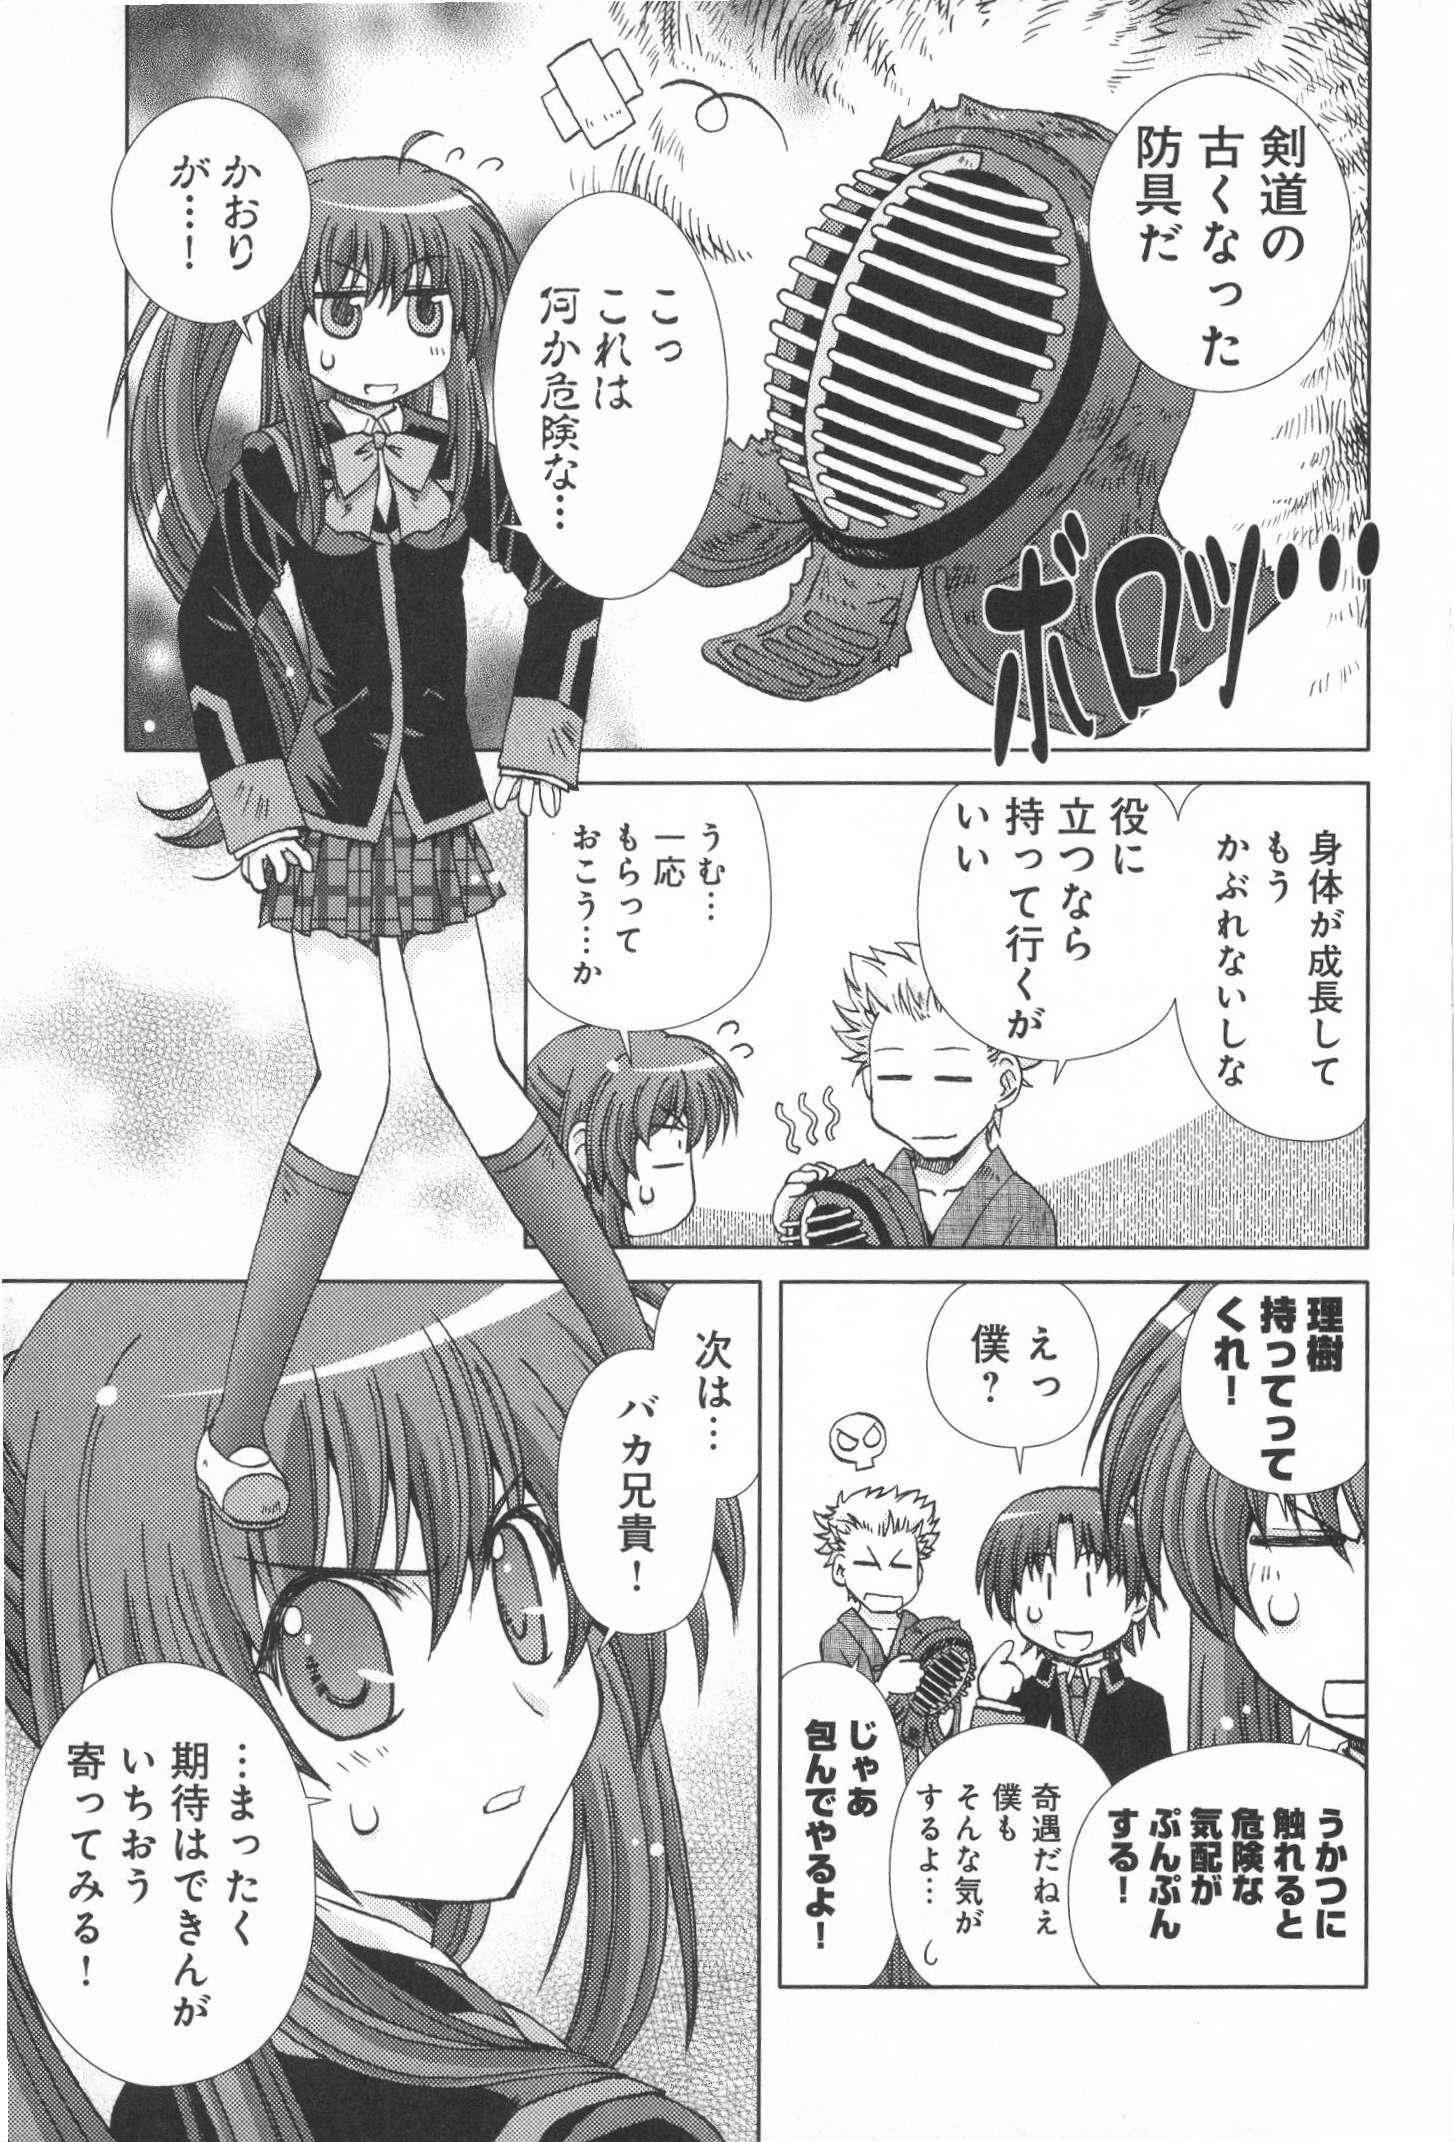 剣道の
古くなった
防具だ
こっ
これは
何か危険な…
かおり
が…！
ボロッ…
身体が成長して
もう
かぶれないしな
役に
立つなら
持って行くが
いい
うむ…
一応
もらって
おこう…か
理樹
持ってって
くれ！
えっ
僕？
うかつに
触れると
危険な
気配が
ぷんぷん
する！
奇遇だねぇ
僕も
そんな気が
するよ…
じゃあ
包んでやるよ！
次は…
バカ兄貴！
…まったく
期待はできんが
いちおう
寄ってみる！